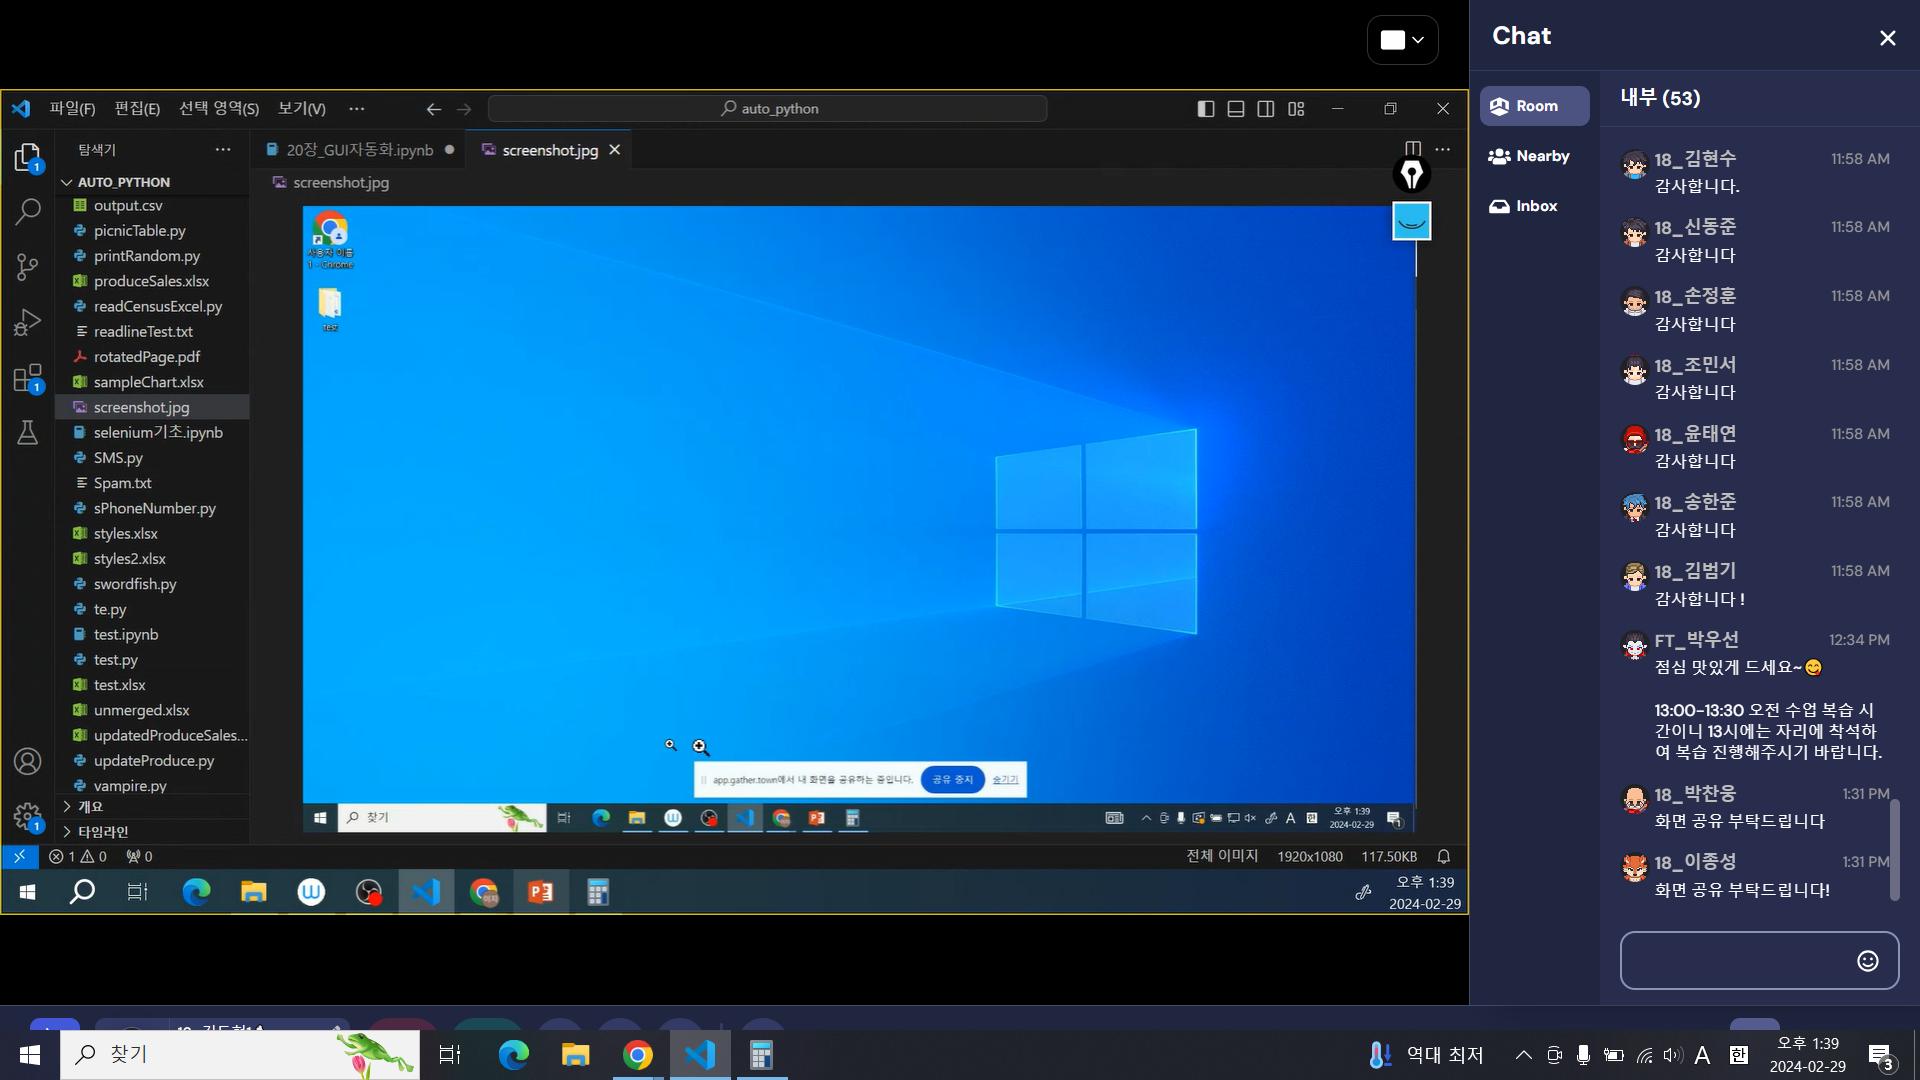 파일(F) 편집(E) 선택 영역(S) 보기(V) ··· auto_python
탐색기 ···
20장_GUI자동화.ipynb
screenshot.jpg
AUTO_PYTHON
screenshot.jpg
output.csv
picnicTable.py
printRandom.py
produceSales.xlsx
readCensusExcel.py
readlineTest.txt
rotatedPage.pdf
sampleChart.xlsx
screenshot.jpg
selenium기초.ipynb
SMS.py
Spam.txt
sPhoneNumber.py
styles.xlsx
styles2.xlsx
swordfish.py
te.py
test.ipynb
test.py
test.xlsx
unmerged.xlsx
updatedProduceSales...
updateProduce.py
vampire.py
개요
타임라인
1
1
1
사용자 이름
1 - Chrome
test
app.gather.town에서 내 화면을 공유하는 중입니다. 공유 중지 숨기기
찾기
A 한 오후 1:39
2024-02-29
1 0 0
전체 이미지 1920x1080 117.50KB
오후 1:39
2024-02-29
Chat
Room
Nearby
Inbox
내부 (53)
18_김현수 11:58 AM
감사합니다.
18_신동준 11:58 AM
감사합니다
18_손정훈 11:58 AM
감사합니다
18_조민서 11:58 AM
감사합니다
18_윤태연 11:58 AM
감사합니다
18_송한준 11:58 AM
감사합니다
18_김범기 11:58 AM
감사합니다 !
FT_박우선 12:34 PM
점심 맛있게 드세요~😋
13:00-13:30 오전 수업 복습 시
간이니 13시에는 자리에 착석하
여 복습 진행해주시기 바랍니다.
18_박찬웅 1:31 PM
화면 공유 부탁드립니다
18_이종성 1:31 PM
화면 공유 부탁드립니다!
찾기
역대 최저
A 한
오후 1:39
2024-02-29
3